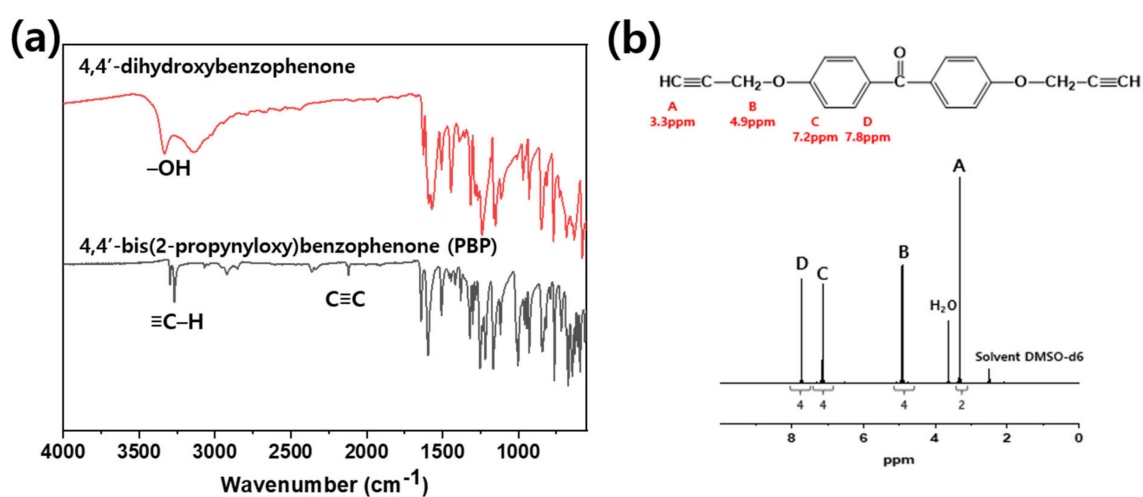 (a)
4,4′-dihydroxybenzophenone
–OH
4,4′-bis(2-propynyloxy)benzophenone (PBP)
C≡C
≡C–H
4000 3500 3000 2500 2000 1500 1000
Wavenumber (cm⁻¹)
(b)
O
HC≡ CH₂ O C O ≡CH
A B
3.3ppm 4.9ppm
C D
7.2ppm 7.8ppm
A
B
D C
H₂O
Solvent DMSO-d6
4 4 4 2
8 6 4 2 0
ppm